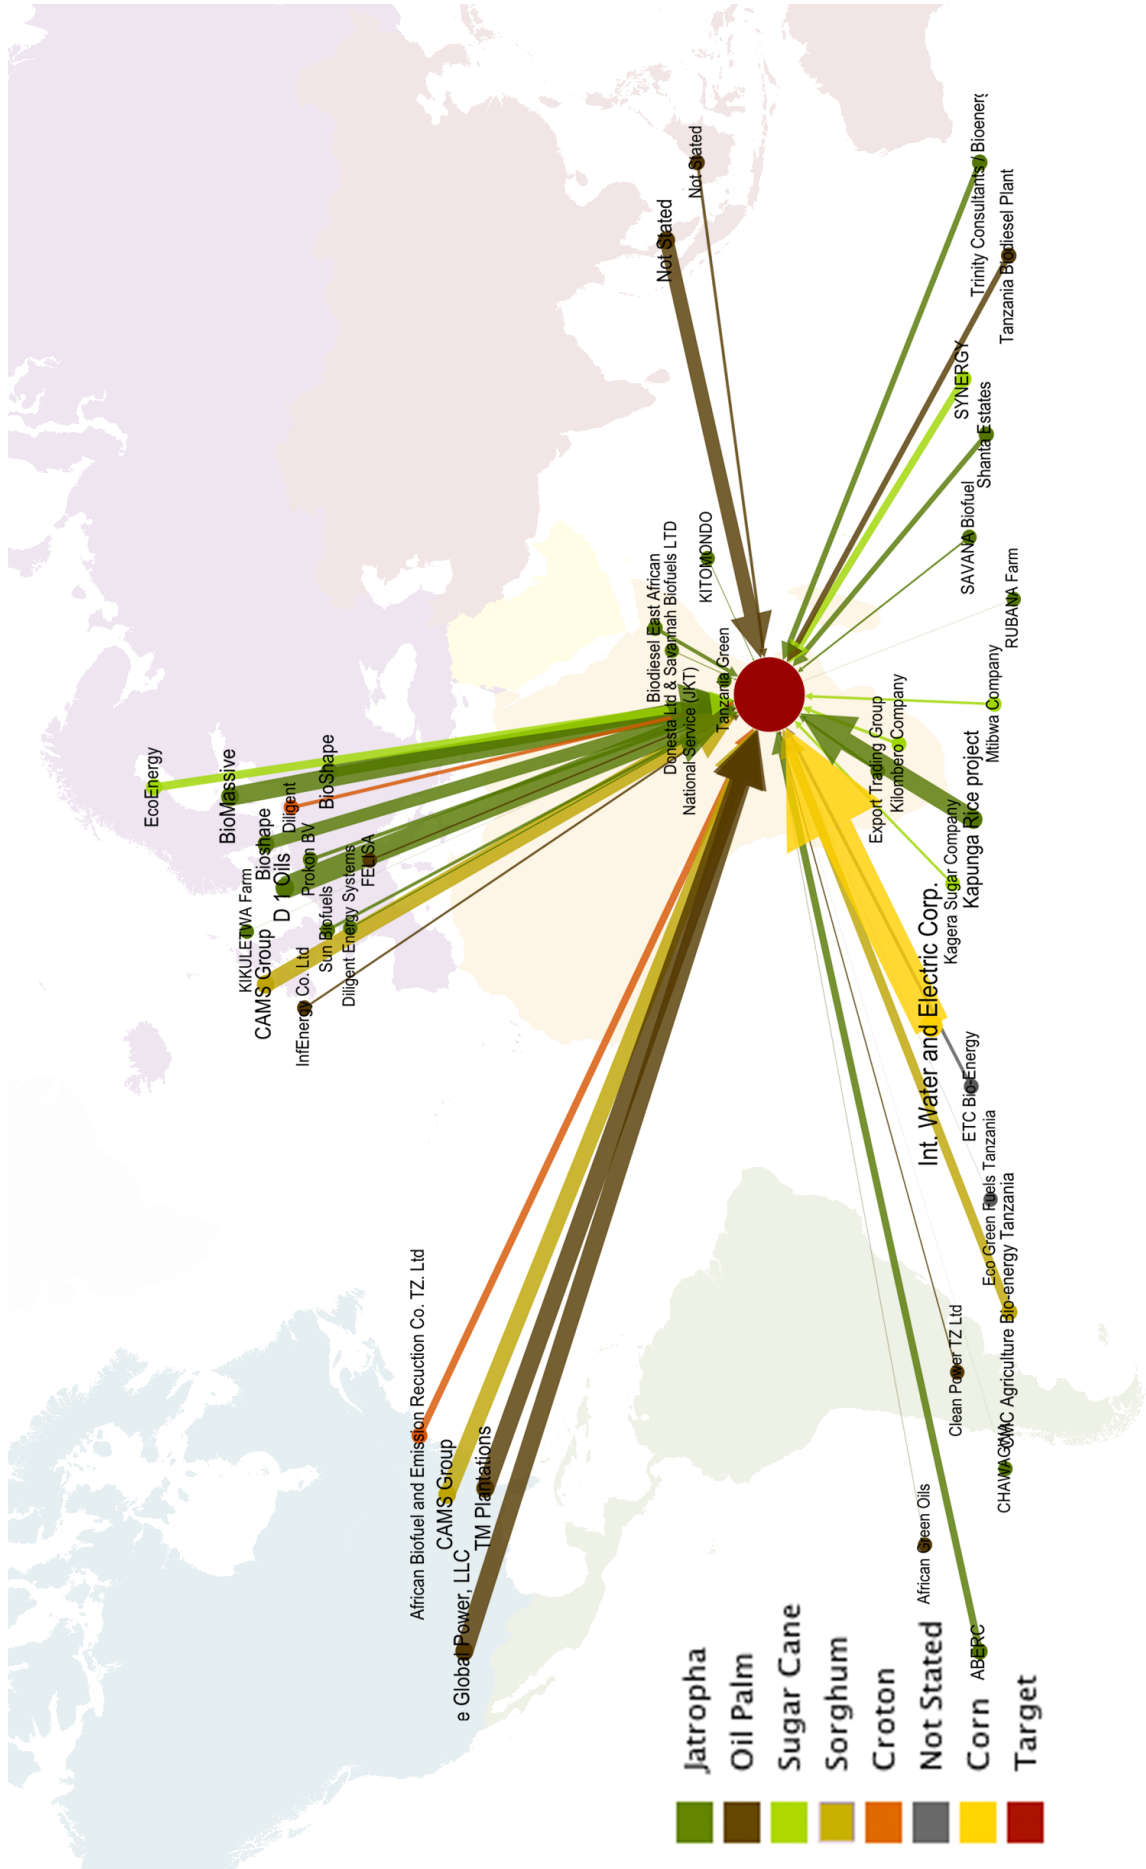 EcoEnergy
BioMassive
BioShape
Diligent
Bioshape
Prokon BV
D 1 Oils
FELISA
KIKULETWA Farm
Sun Biofuels
Diligent Energy Systems
CAMS Group
InfEnergy Co. Ltd
African Biofuel and Emission Recuction Co. TZ. Ltd
CAMS Group
TM Plantations
e Global Power, LLC
Not Stated
Not Stated
KITOMONDO
Biodiesel East African
Donesta Ltd & Savannah Biofuels LTD
National Service (JKT)
Tanzania Green
Trinity Consultants / Bioenerg
Tanzania Biodiesel Plant
SYNERGY
Shanta Estates
SAVANA Biofuel
RUBANA Farm
Mtibwa Company
Export Trading Group
Kilombero Company
Kapunga Rice project
Kagera Sugar Company
Int. Water and Electric Corp.
ETC Bio-Energy
Eco Green Fuels Tanzania
CMC Agriculture Bio-energy Tanzania
Clean Power TZ Ltd
African Green Oils
ABERC
Jatropha
Oil Palm
Sugar Cane
Sorghum
Croton
Not Stated
Corn
Target